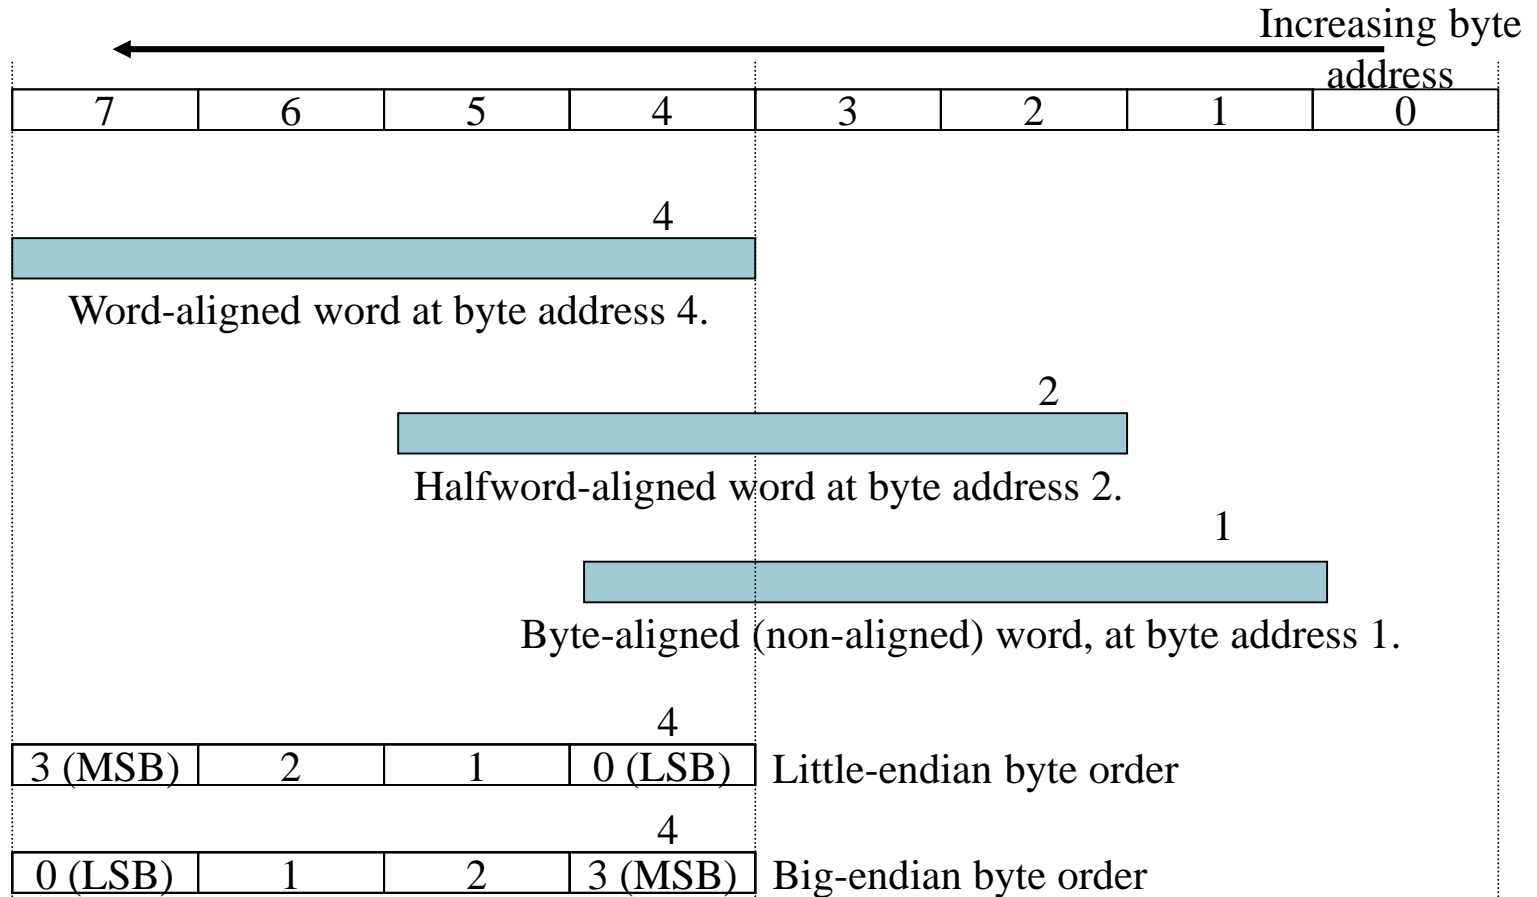 Increasing byte
address
7 6 5 4 3 2 1 0
4
Word-aligned word at byte address 4.
2
Halfword-aligned word at byte address 2.
1
Byte-aligned (non-aligned) word, at byte address 1.
4
3 (MSB) 2 1 0 (LSB) Little-endian byte order
4
0 (LSB) 1 2 3 (MSB) Big-endian byte order